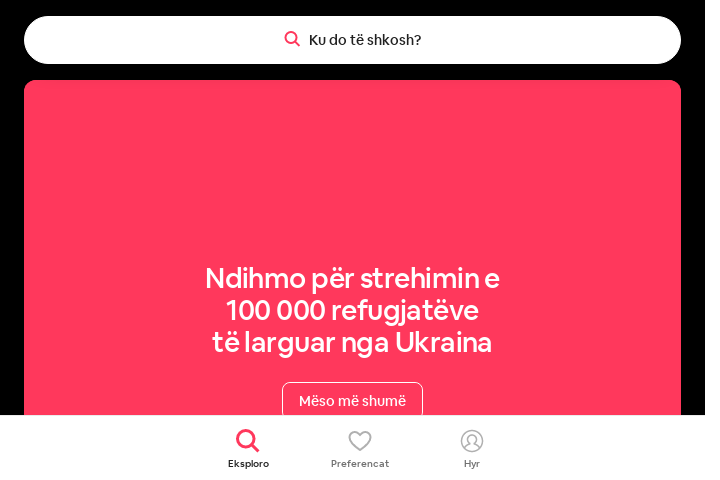 Ku do të shkosh?
Ndihmo për strehimin e
100 000 refugjatëve
të larguar nga Ukraina
Mëso më shumë
Eksploro
Preferencat
Hyr